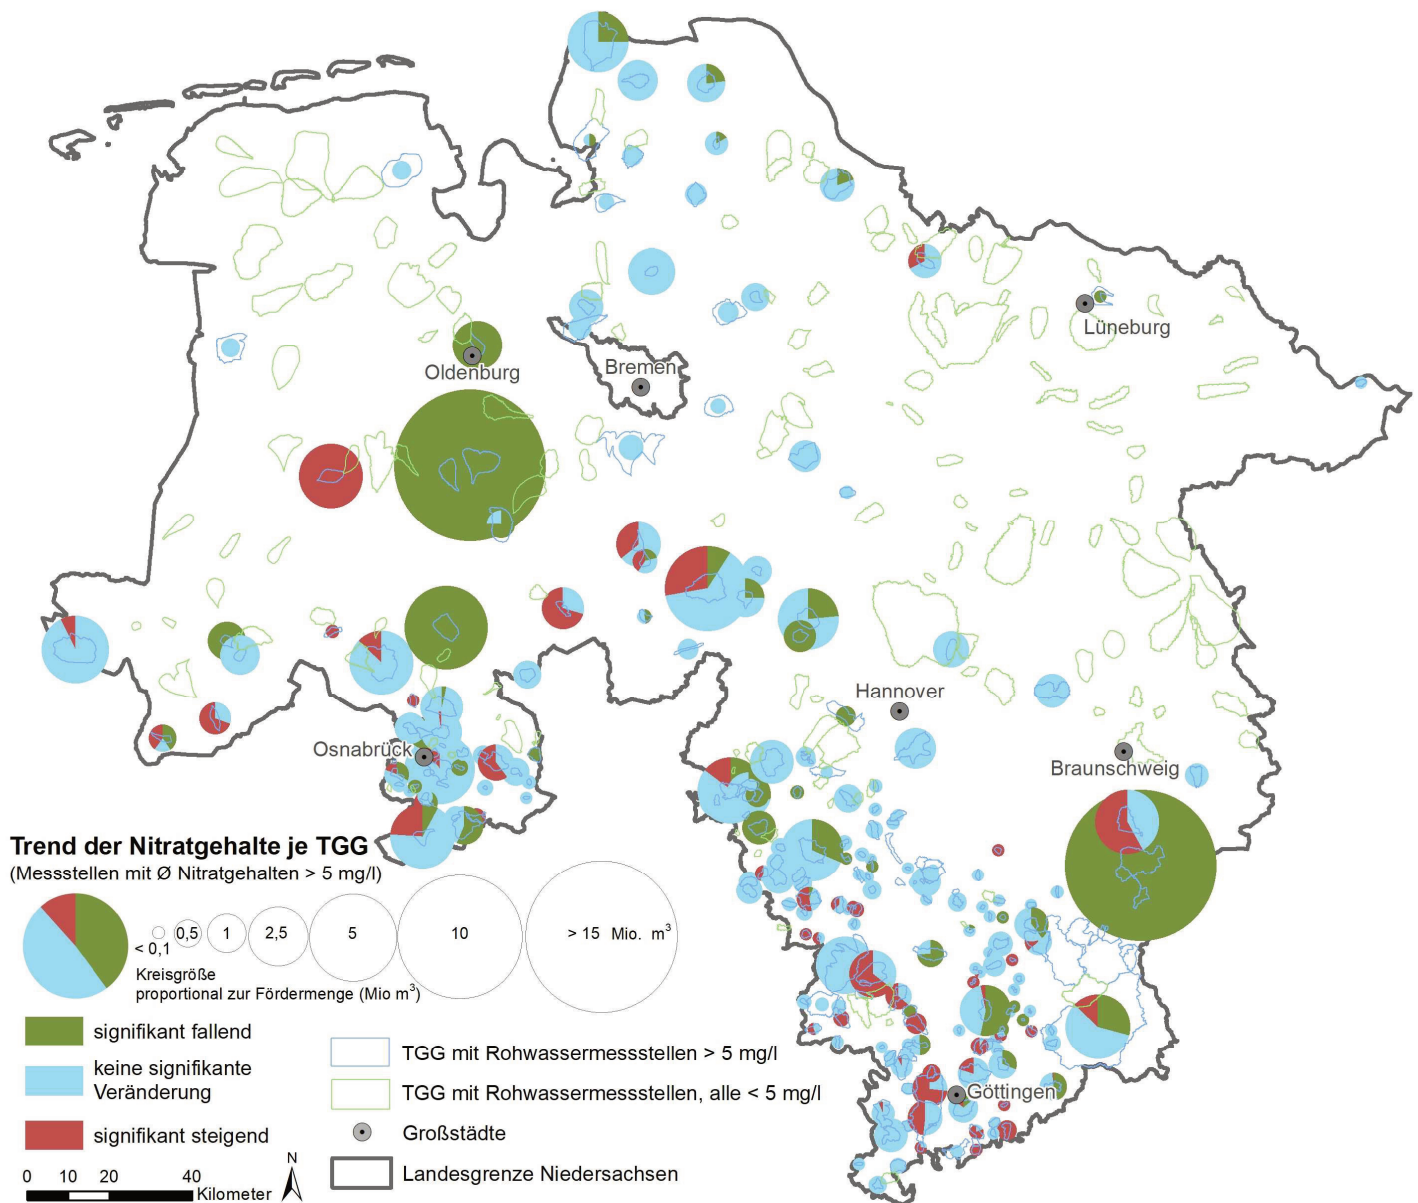 Lüneburg
Oldenburg
Bremen
Hannover
Osnabrück
Braunschweig
Göttingen
Trend der Nitratgehalte je TGG
(Messstellen mit Ø Nitratgehalten > 5 mg/l)
< 0,1
0,5
1
2,5
5
10
> 15 Mio. m³
Kreisgröße
proportional zur Fördermenge (Mio m³)
signifikant fallend
keine signifikante
Veränderung
signifikant steigend
TGG mit Rohwassermessstellen > 5 mg/l
TGG mit Rohwassermessstellen, alle < 5 mg/l
Großstädte
Landesgrenze Niedersachsen
0 10 20 40
Kilometer
N